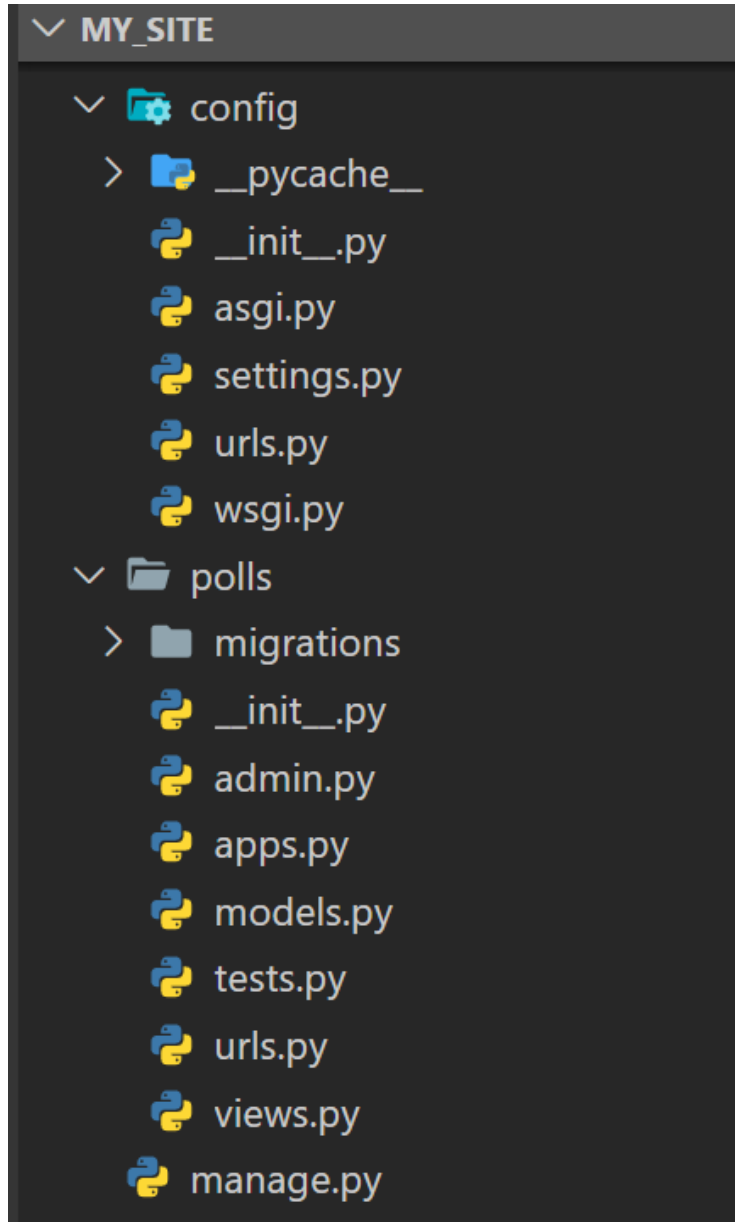 MY_SITE
config
__pycache__
__init__.py
asgi.py
settings.py
urls.py
wsgi.py
polls
migrations
__init__.py
admin.py
apps.py
models.py
tests.py
urls.py
views.py
manage.py